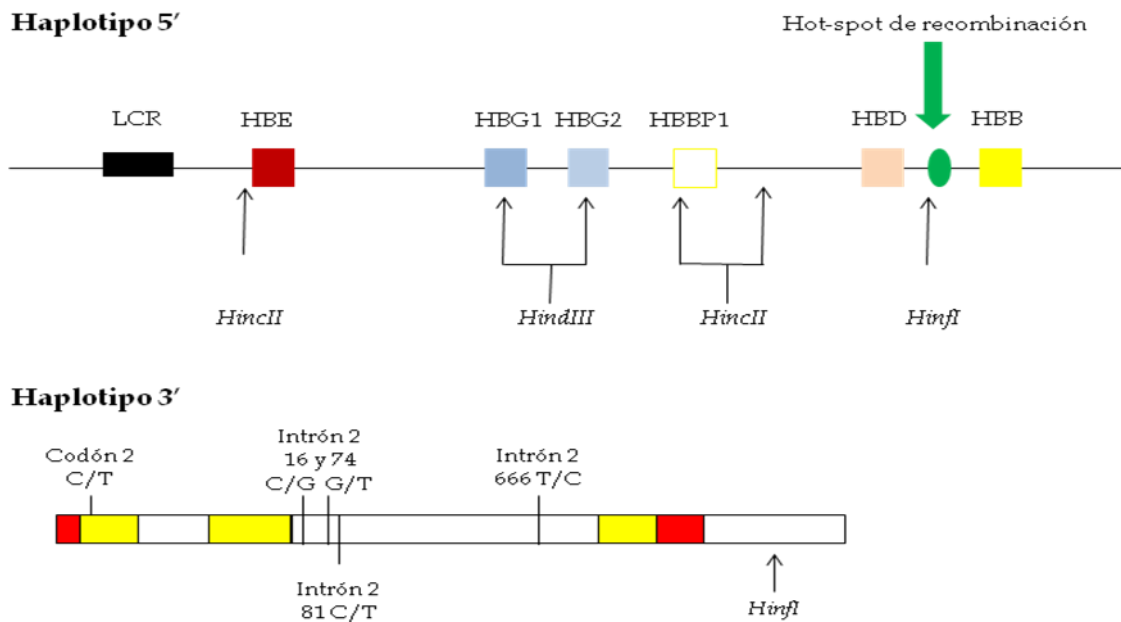 Haplotipo 5′
Hot-spot de recombinación
LCR
HBE
HBG1
HBG2
HBBP1
HBD
HBB
HincII
HindIII
HincII
HinfI
Haplotipo 3′
Codón 2
C/T
Intrón 2
16 y 74
C/G G/T
Intrón 2
666 T/C
Intrón 2
81 C/T
HinfI